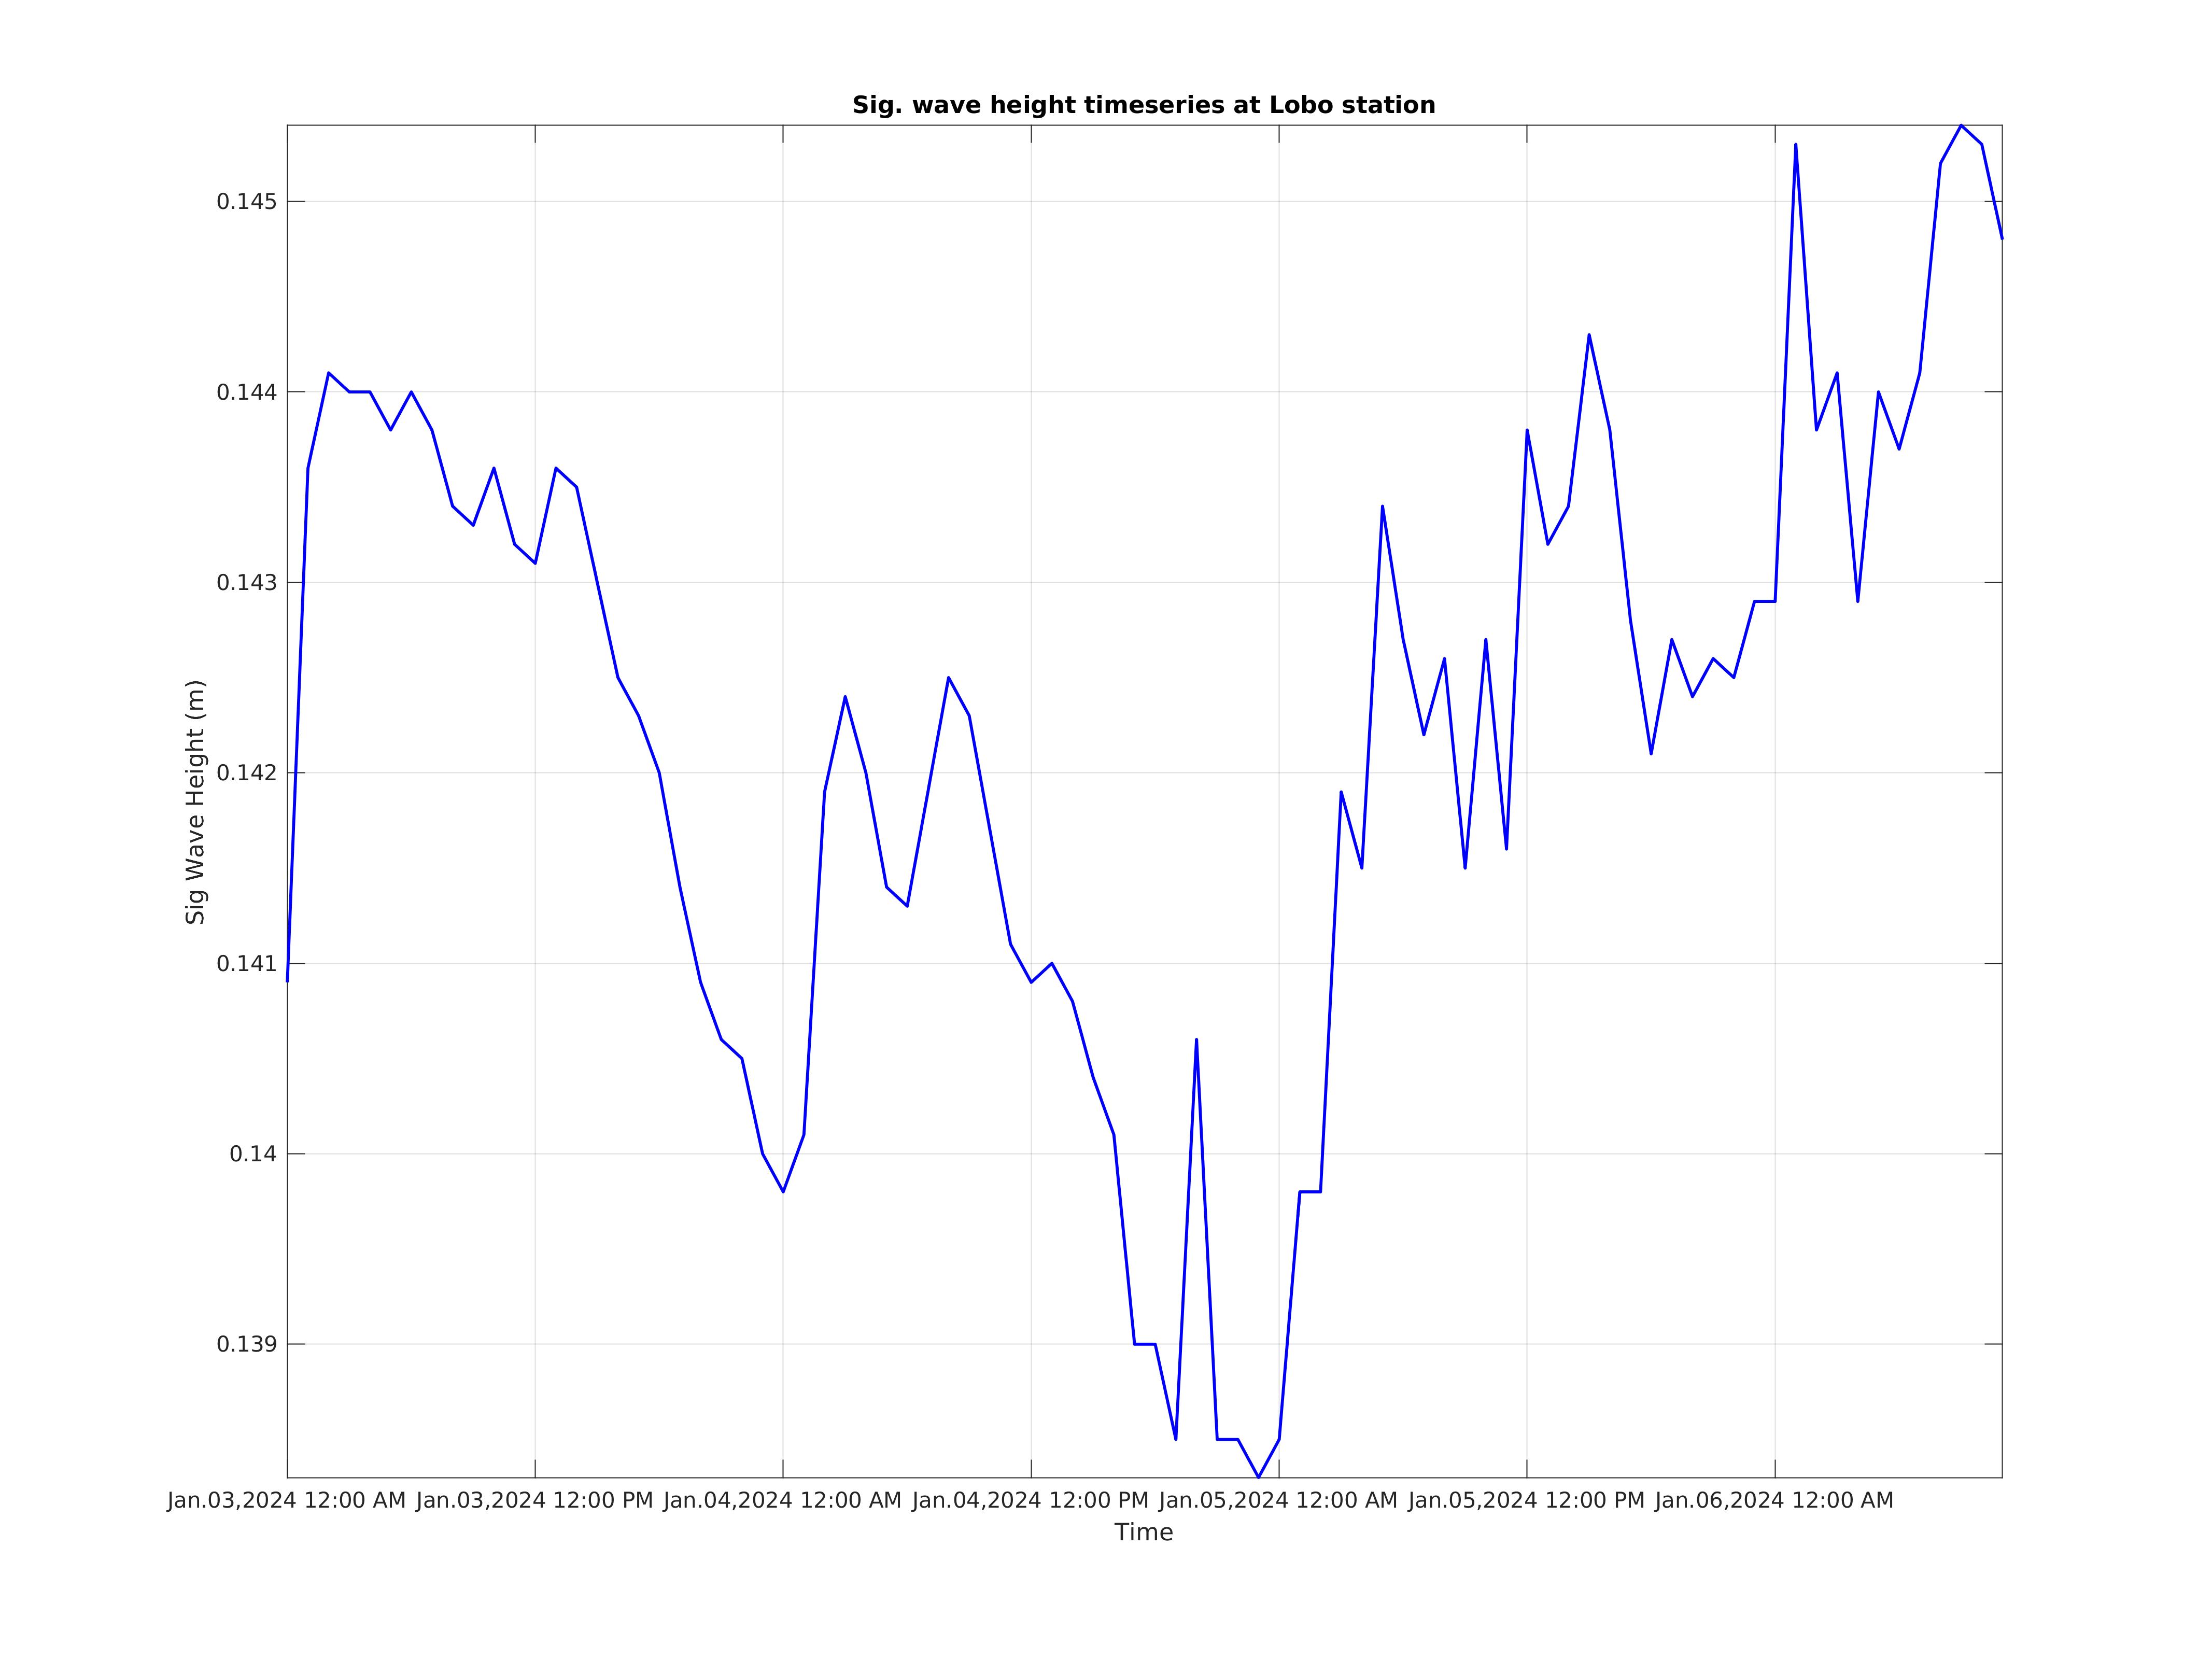 Sig. wave height timeseries at Lobo station
0.145
0.144
0.143
0.142
0.141
0.14
0.139
Sig Wave Height (m)
Jan.03,2024 12:00 AM Jan.03,2024 12:00 PM Jan.04,2024 12:00 AM Jan.04,2024 12:00 PM Jan.05,2024 12:00 AM Jan.05,2024 12:00 PM Jan.06,2024 12:00 AM
Time